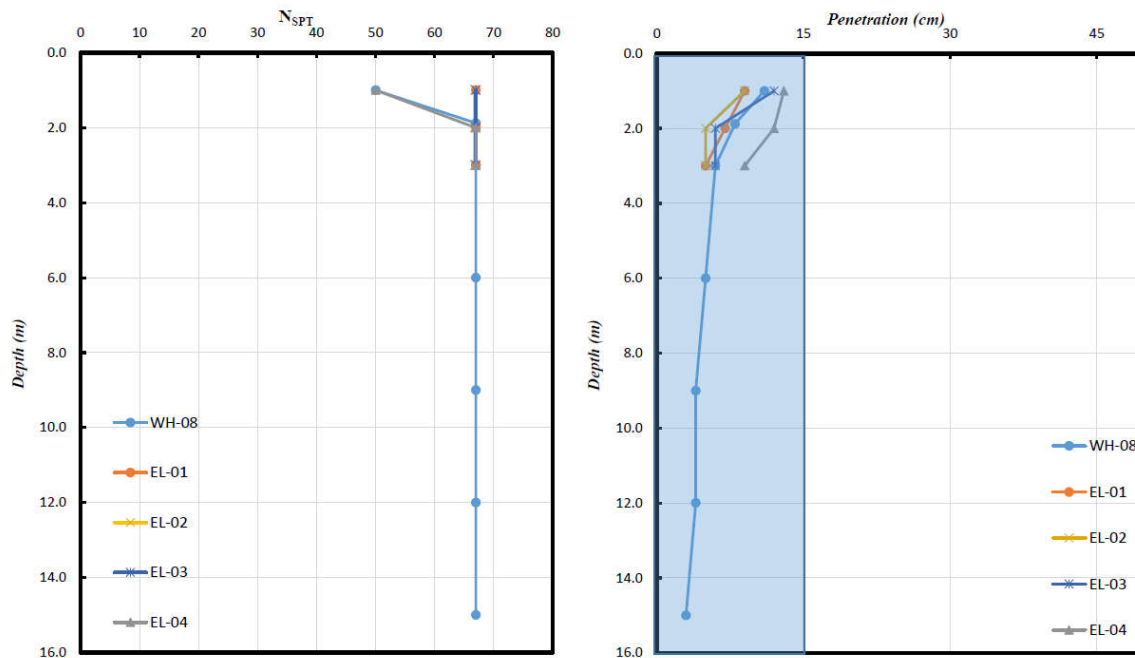 N_SPT
0 10 20 30 40 50 60 70 80
0.0
2.0
4.0
6.0
8.0
10.0
12.0
14.0
16.0
Depth (m)
WH-08
EL-01
EL-02
EL-03
EL-04
Penetration (cm)
0 15 30 45
0.0
2.0
4.0
6.0
8.0
10.0
12.0
14.0
16.0
Depth (m)
WH-08
EL-01
EL-02
EL-03
EL-04